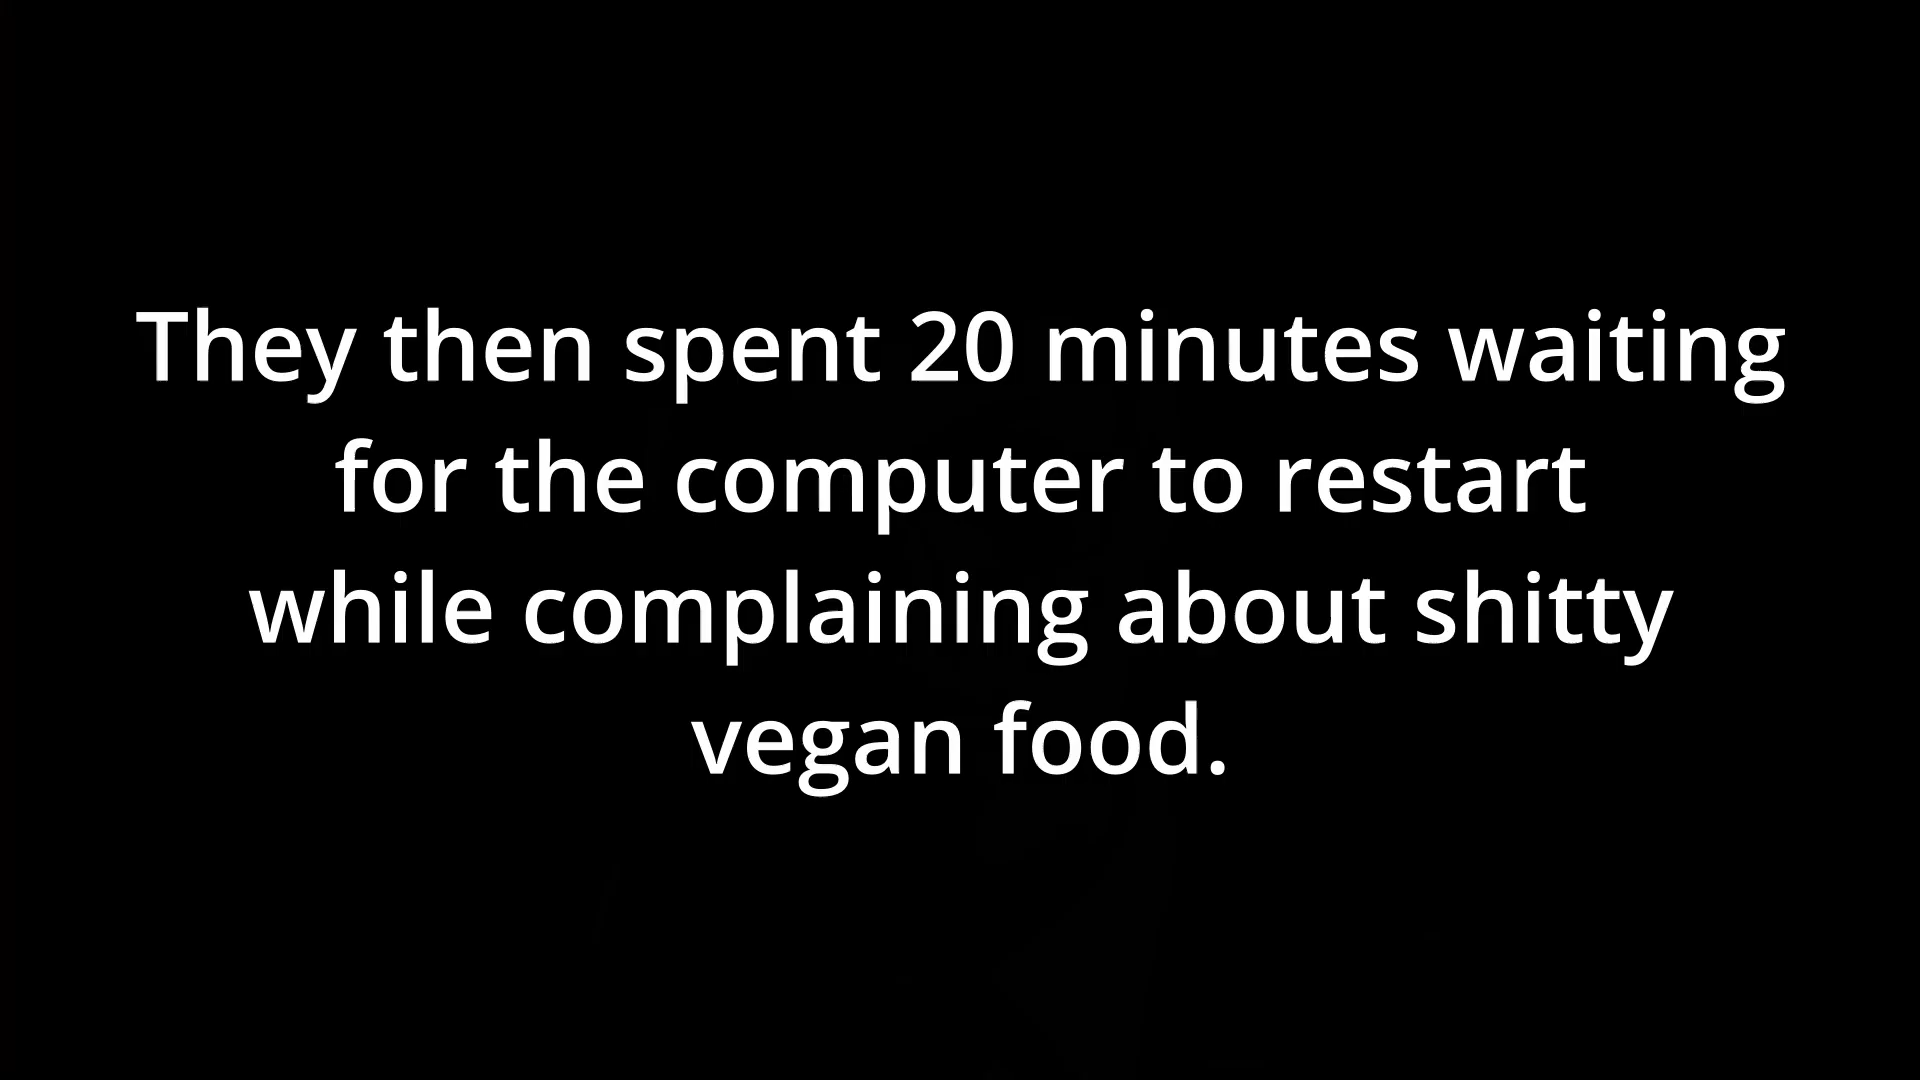 They then spent 20 minutes waiting
for the computer to restart
while complaining about shitty
vegan food.